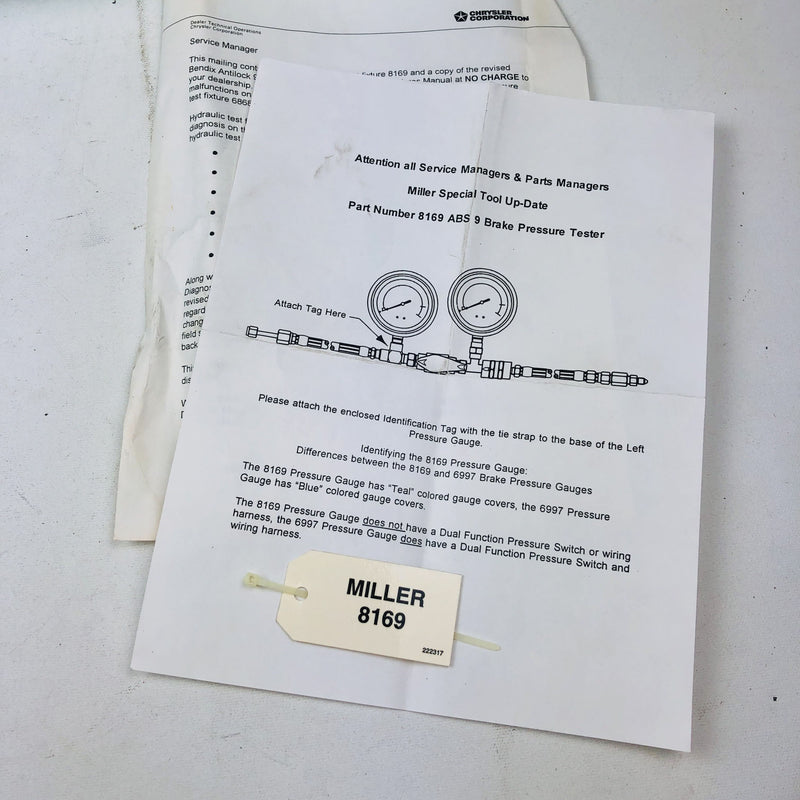 Dealer Technical Operations
Chrysler Corporation
CHRYSLER
CORPORATION
Service Manager
This mailing cont
fixture 8169 and a copy of the revised
Bendix Antilock
Manual at NO CHARGE to
your dealership.
malfunctions on
test fixture 6868
Hydraulic test
diagnosis on th
hydraulic test
Along w
Diagnos
revised
regard
chang
field s
back
Thi
dis
Attention all Service Managers & Parts Managers
Miller Special Tool Up-Date
Part Number 8169 ABS 9 Brake Pressure Tester
Attach Tag Here
Please attach the enclosed Identification Tag with the tie strap to the base of the Left
Pressure Gauge.
Identifying the 8169 Pressure Gauge:
Differences between the 8169 and 6997 Brake Pressure Gauges
The 8169 Pressure Gauge has "Teal" colored gauge covers, the 6997 Pressure
Gauge has "Blue" colored gauge covers.
The 8169 Pressure Gauge does not have a Dual Function Pressure Switch or wiring
harness, the 6997 Pressure Gauge does have a Dual Function Pressure Switch and
wiring harness.
MILLER
8169
222317